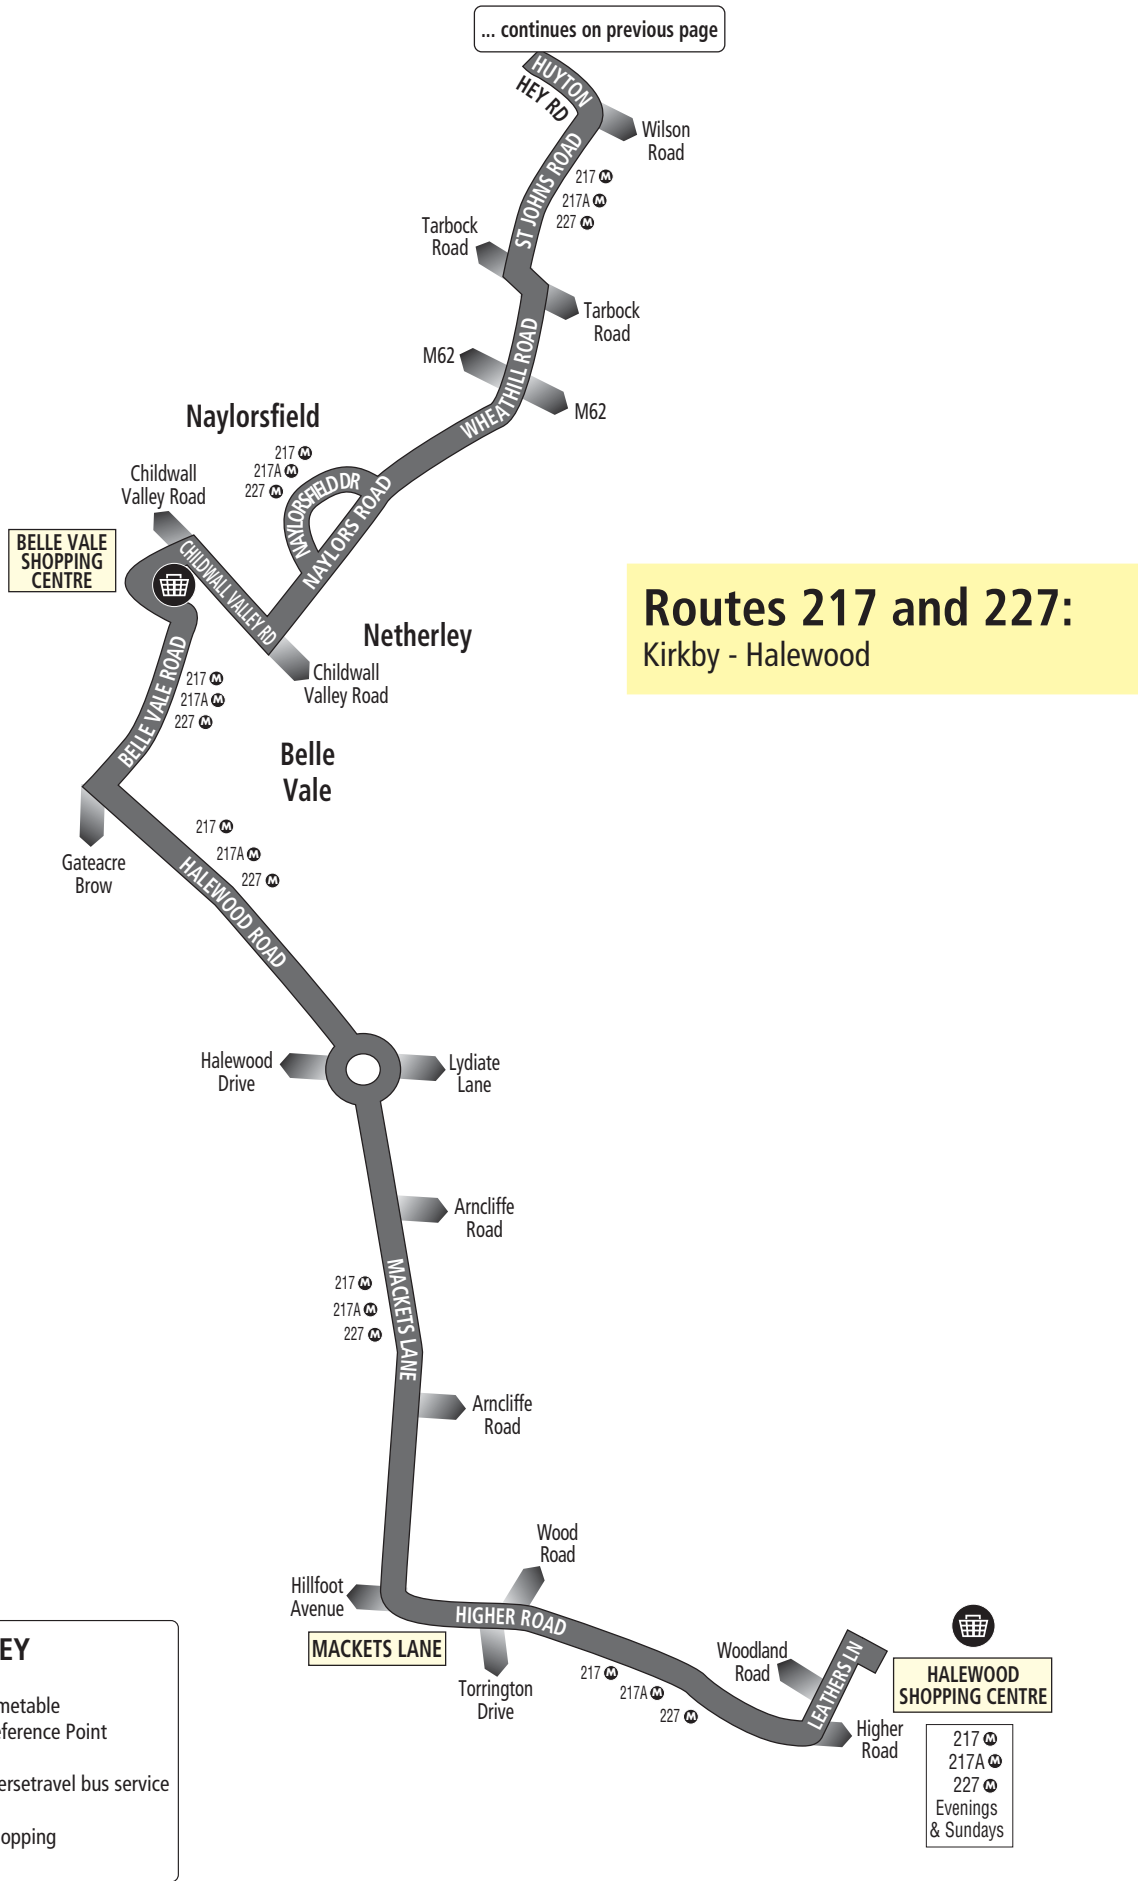 ... continues on previous page
HUYTON
HEY RD
Wilson
Road
ST JOHNS ROAD
217 M
217A M
227 M
Tarbock
Road
Tarbock
Road
M62
M62
WHEATHILL ROAD
Naylorsfield
217 M
217A M
227 M
NAYLORSFIELD DR
NAYLORS ROAD
Childwall
Valley Road
BELLE VALE
SHOPPING
CENTRE
CHILDWALL VALLEY RD
Netherley
Childwall
Valley Road
Routes 217 and 227:
Kirkby - Halewood
BELLE VALE ROAD
217 M
217A M
227 M
Belle
Vale
Gateacre
Brow
217 M
217A M
227 M
HALEWOOD ROAD
Halewood
Drive
Lydiate
Lane
Arncliffe
Road
217 M
217A M
227 M
MACKETS LANE
Arncliffe
Road
Wood
Road
Hillfoot
Avenue
HIGHER ROAD
MACKETS LANE
Torrington
Drive
217 M
217A M
227 M
Woodland
Road
LEATHERS LN
Higher
Road
HALEWOOD
SHOPPING CENTRE
217 M
217A M
227 M
Evenings
& Sundays
EY
metable
eference Point
ersetravel bus service
opping